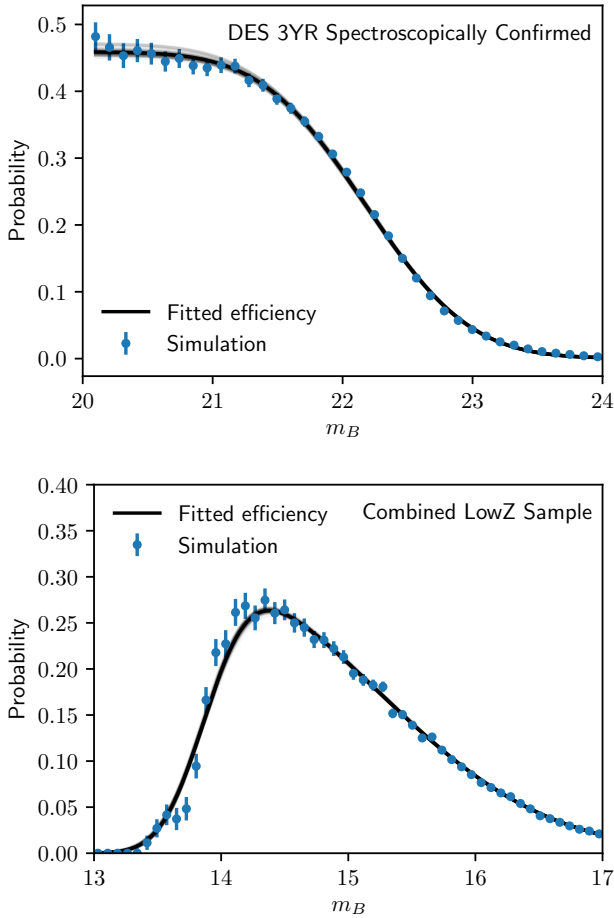 DES 3YR Spectroscopically Confirmed
0.5
0.4
0.3
0.2
0.1
0.0
Probability
Fitted efficiency
Simulation
20 21 22 23 24
m_B
Combined LowZ Sample
0.40
0.35
0.30
0.25
0.20
0.15
0.10
0.05
0.00
Probability
Fitted efficiency
Simulation
13 14 15 16 17
m_B